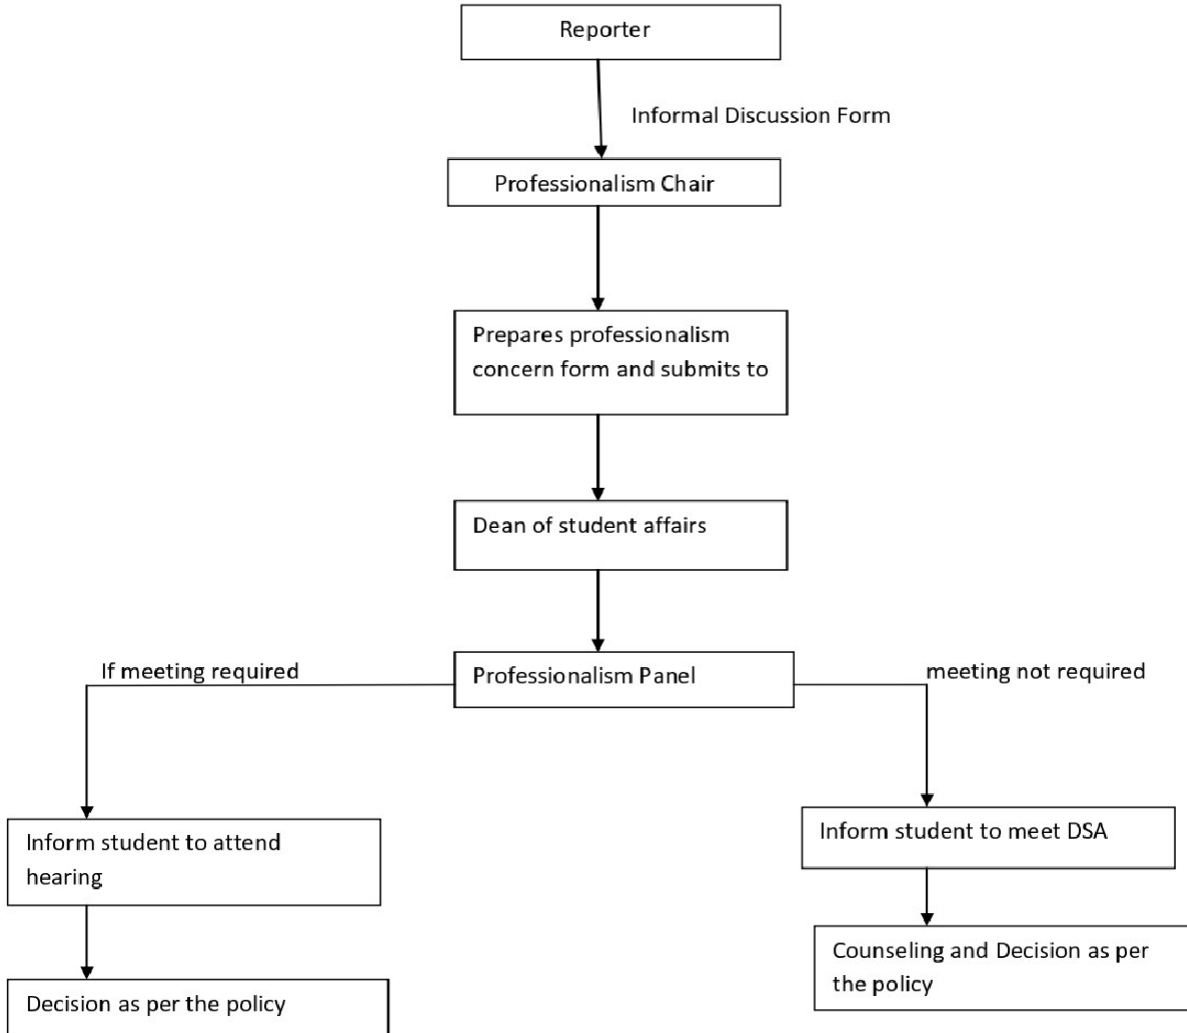 Reporter
Informal Discussion Form
Professionalism Chair
Prepares professionalism
concern form and submits to
Dean of student affairs
Professionalism Panel
If meeting required
meeting not required
Inform student to attend
hearing
Inform student to meet DSA
Decision as per the policy
Counseling and Decision as per
the policy